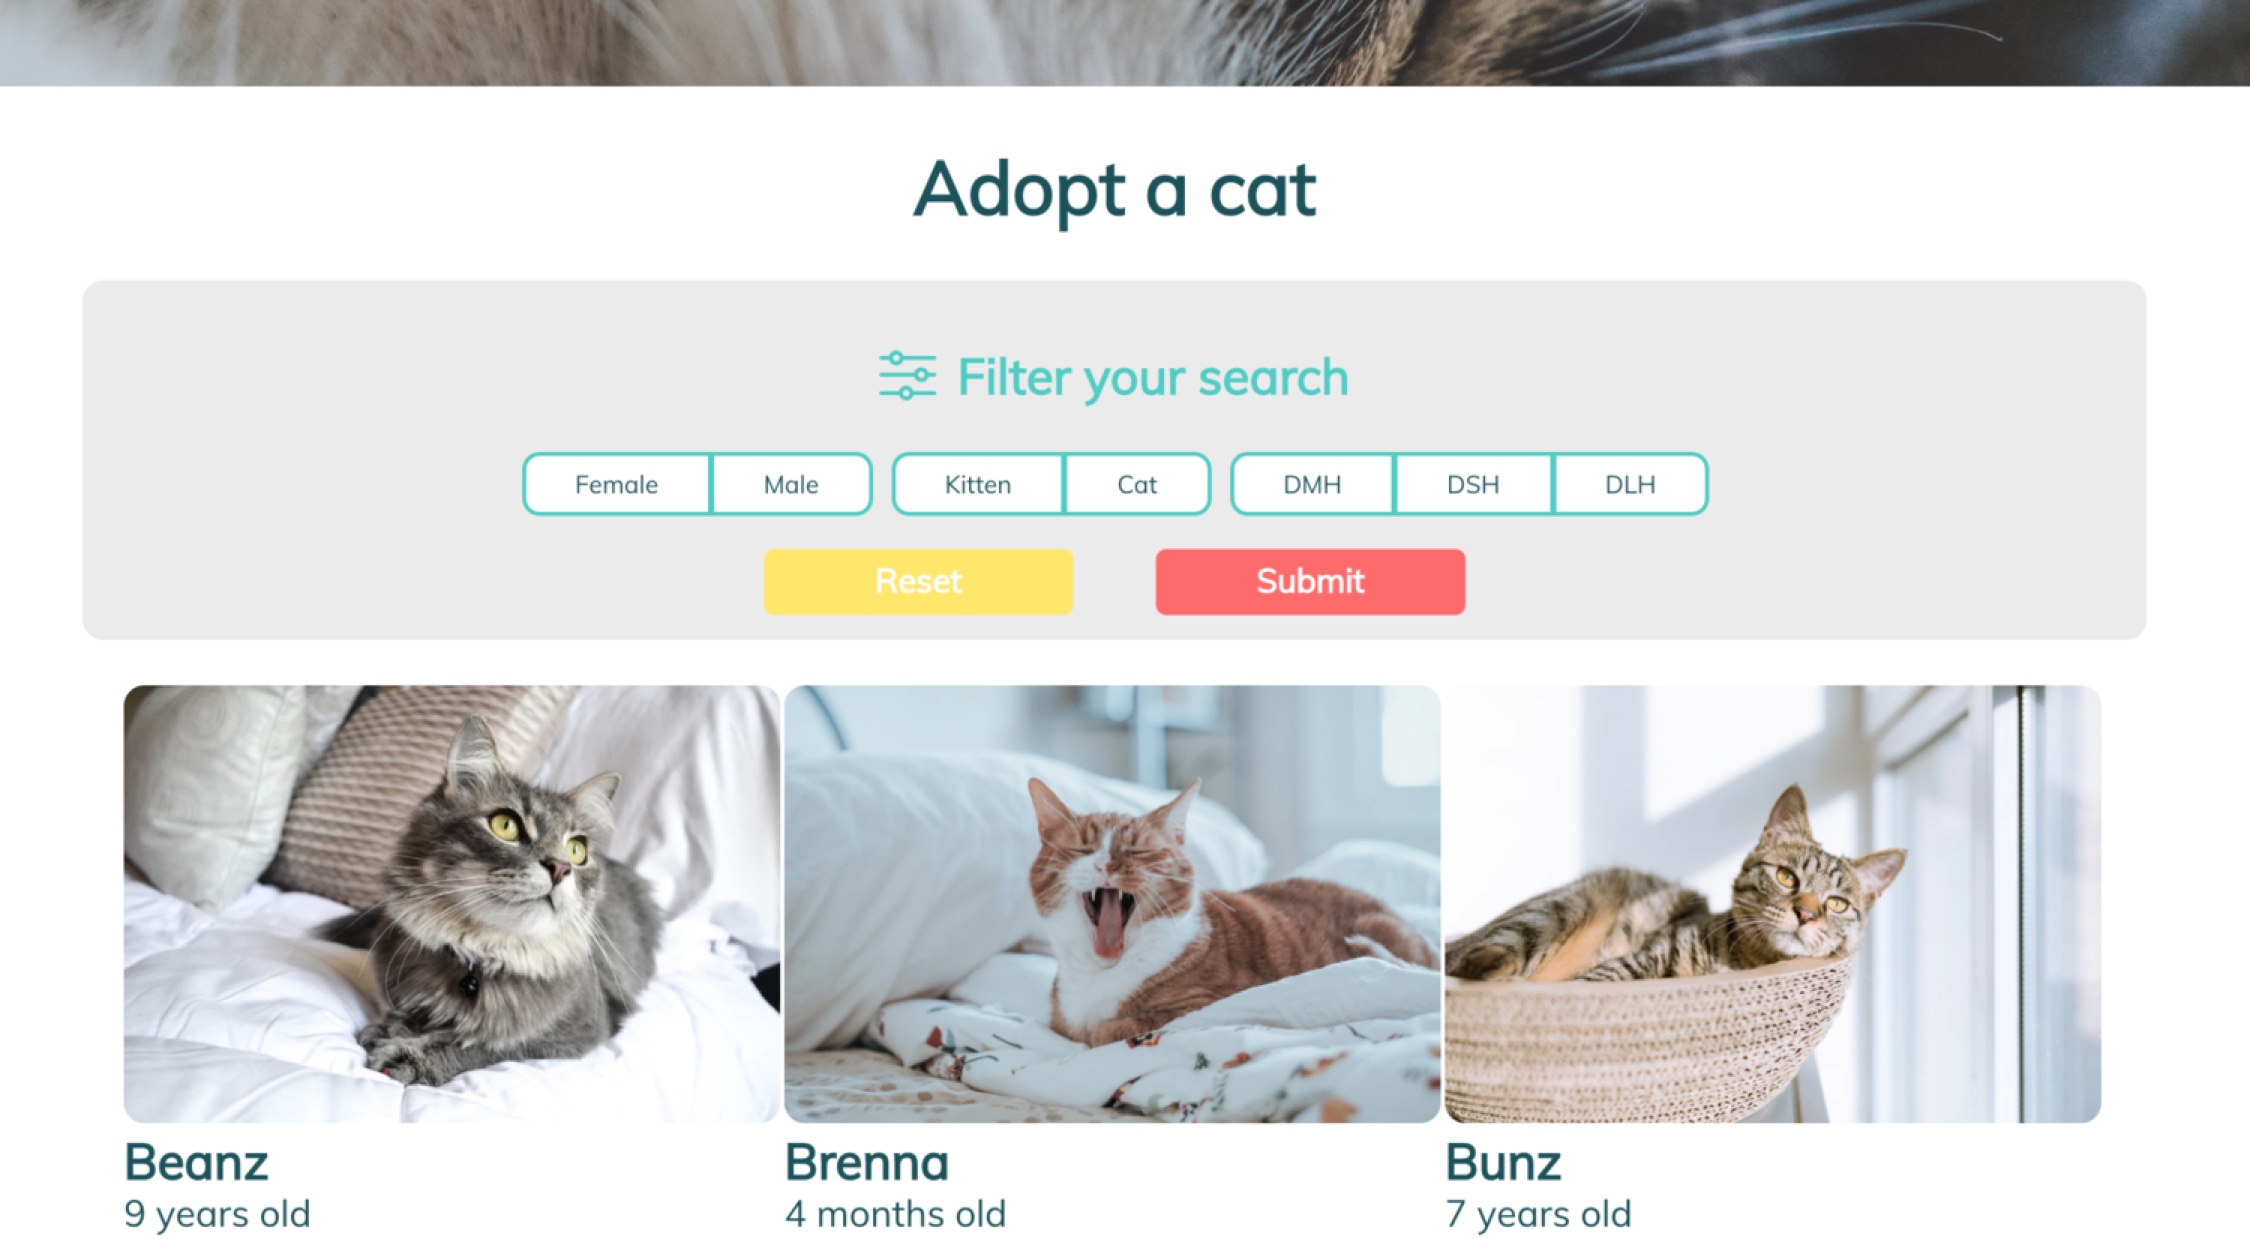 Adopt a cat
Filter your search
Female Male Kitten Cat DMH DSH DLH
Reset Submit
Beanz Brenna Bunz
9 years old 4 months old 7 years old